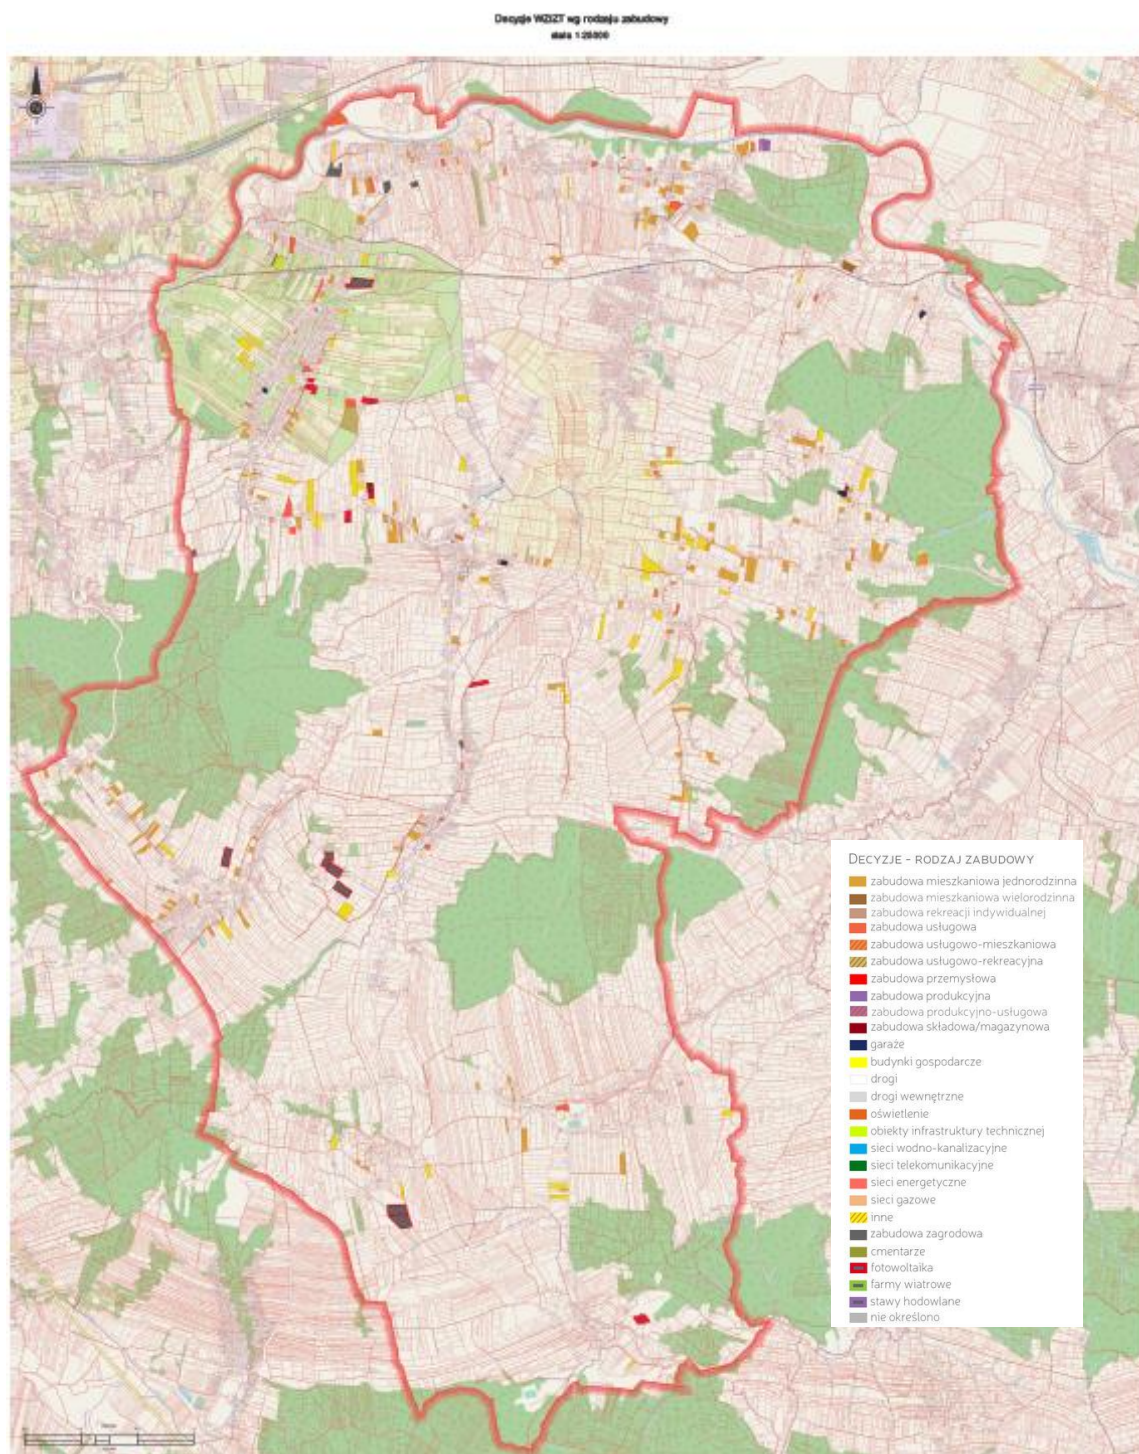 Decyzje WZiZT wg rodzaju zabudowy
skala 1:25000
DECYZJE - RODZAJ ZABUDOWY
zabudowa mieszkaniowa jednorodzinna
zabudowa mieszkaniowa wielorodzinna
zabudowa rekreacji indywidualnej
zabudowa usługowa
zabudowa usługowo-mieszkaniowa
zabudowa usługowo-rekreacyjna
zabudowa przemysłowa
zabudowa produkcyjna
zabudowa produkcyjno-usługowa
zabudowa składowa/magazynowa
garaże
budynki gospodarcze
drogi
drogi wewnętrzne
oświetlenie
obiekty infrastruktury technicznej
sieci wodno-kanalizacyjne
sieci telekomunikacyjne
sieci energetyczne
sieci gazowe
inne
zabudowa zagrodowa
cmentarze
fotowoltaika
farmy wiatrowe
stawy hodowlane
nie określono